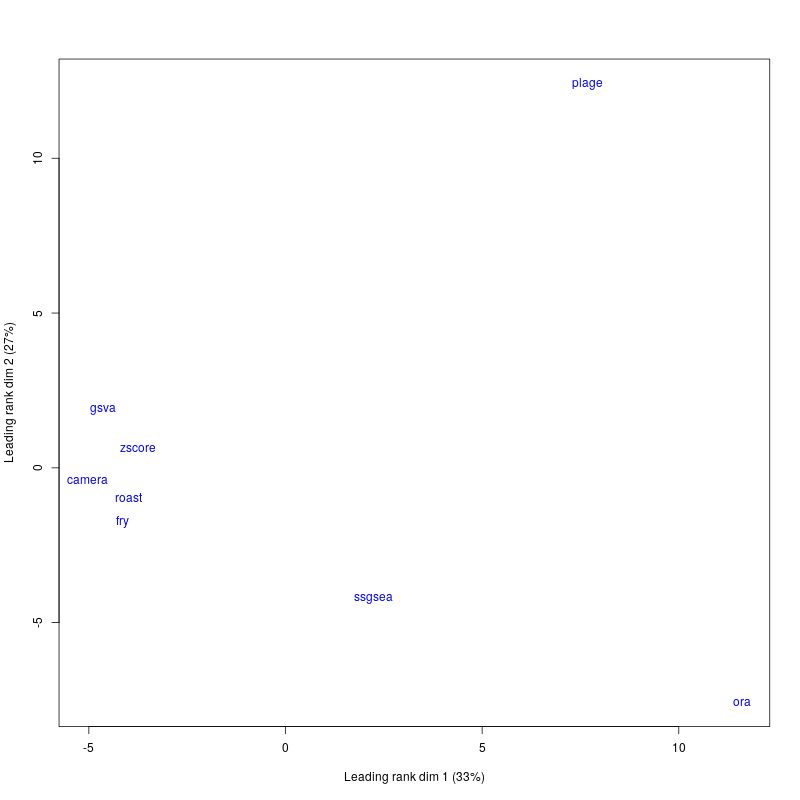 plage
10
5
gsva
zscore
0
camera
roast
fry
ssgsea
-5
ora
Leading rank dim 2 (27%)
-5 0 5 10
Leading rank dim 1 (33%)